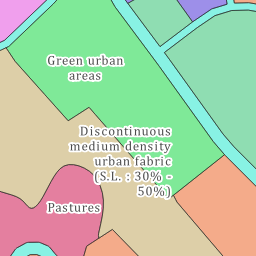 Green urban
areas
Discontinuous
medium density
urban fabric
(S.L. : 30% -
50%)
Pastures